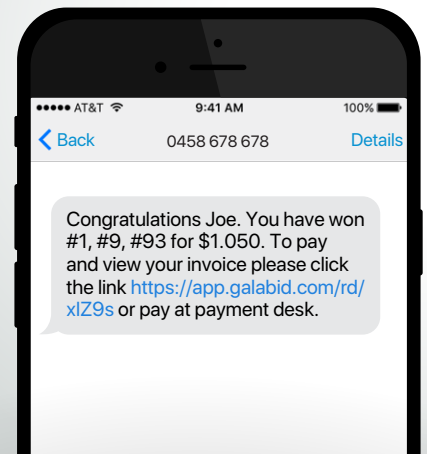 AT&T 9:41 AM 100%
Back 0458 678 678 Details
Congratulations Joe. You have won
#1, #9, #93 for $1.050. To pay
and view your invoice please click
the link https://app.galabid.com/rd/
xIZ9s or pay at payment desk.